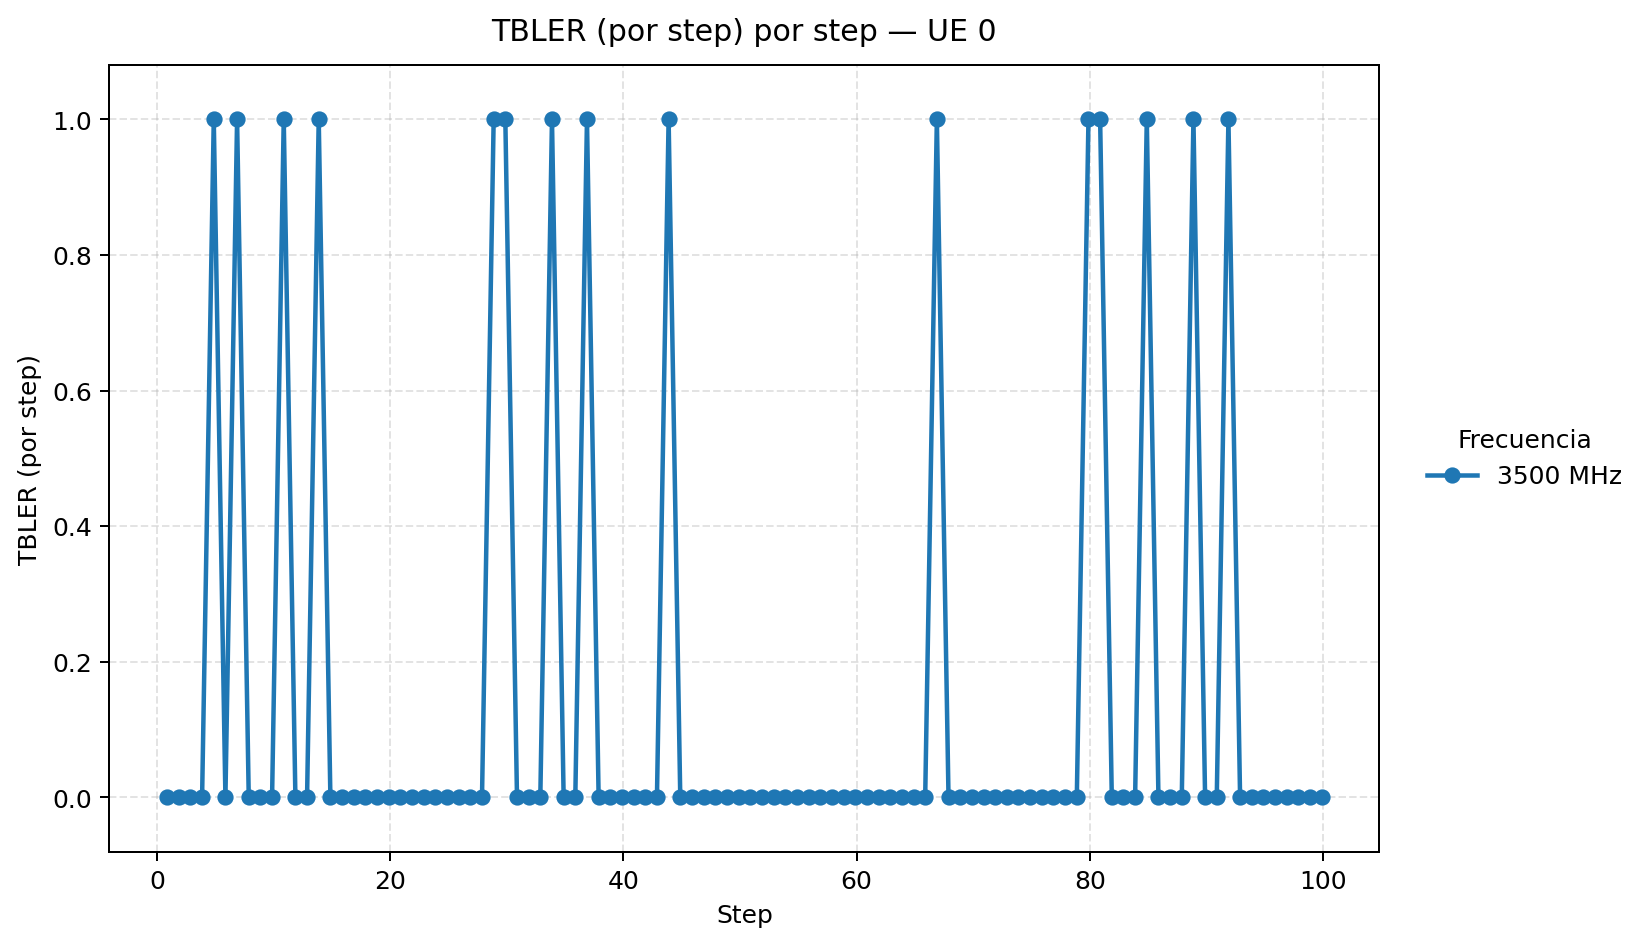 TBLER (por step) por step — UE 0
TBLER (por step)
1.0
0.8
0.6
0.4
0.2
0.0
0 20 40 60 80 100
Step
Frecuencia
3500 MHz